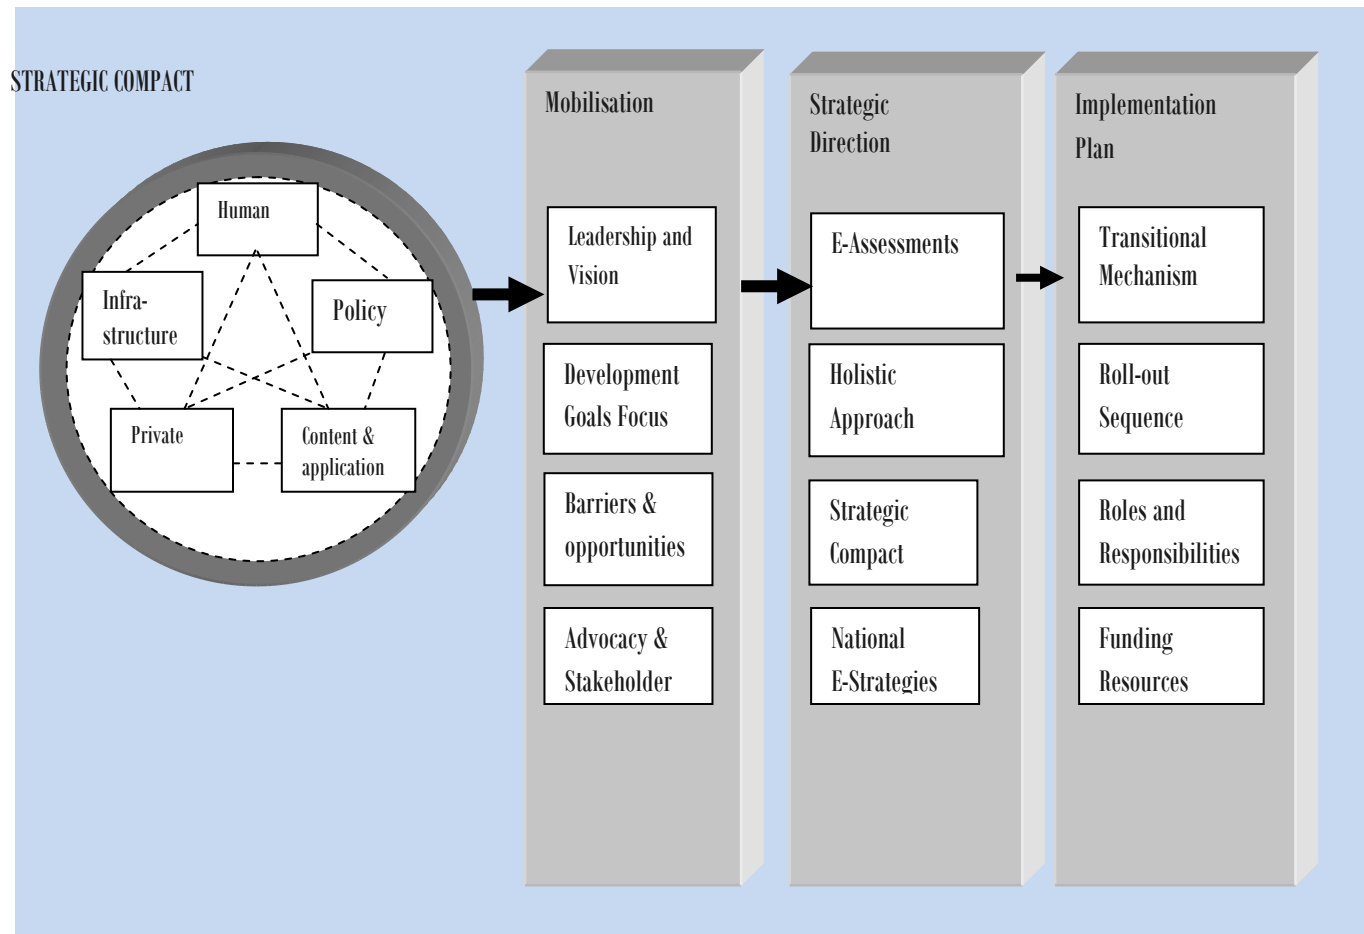 STRATEGIC COMPACT
Human
Infra-
structure
Policy
Private
Content &
application
Mobilisation
Leadership and
Vision
Development
Goals Focus
Barriers &
opportunities
Advocacy &
Stakeholder
Strategic
Direction
E-Assessments
Holistic
Approach
Strategic
Compact
National
E-Strategies
Implementation
Plan
Transitional
Mechanism
Roll-out
Sequence
Roles and
Responsibilities
Funding
Resources